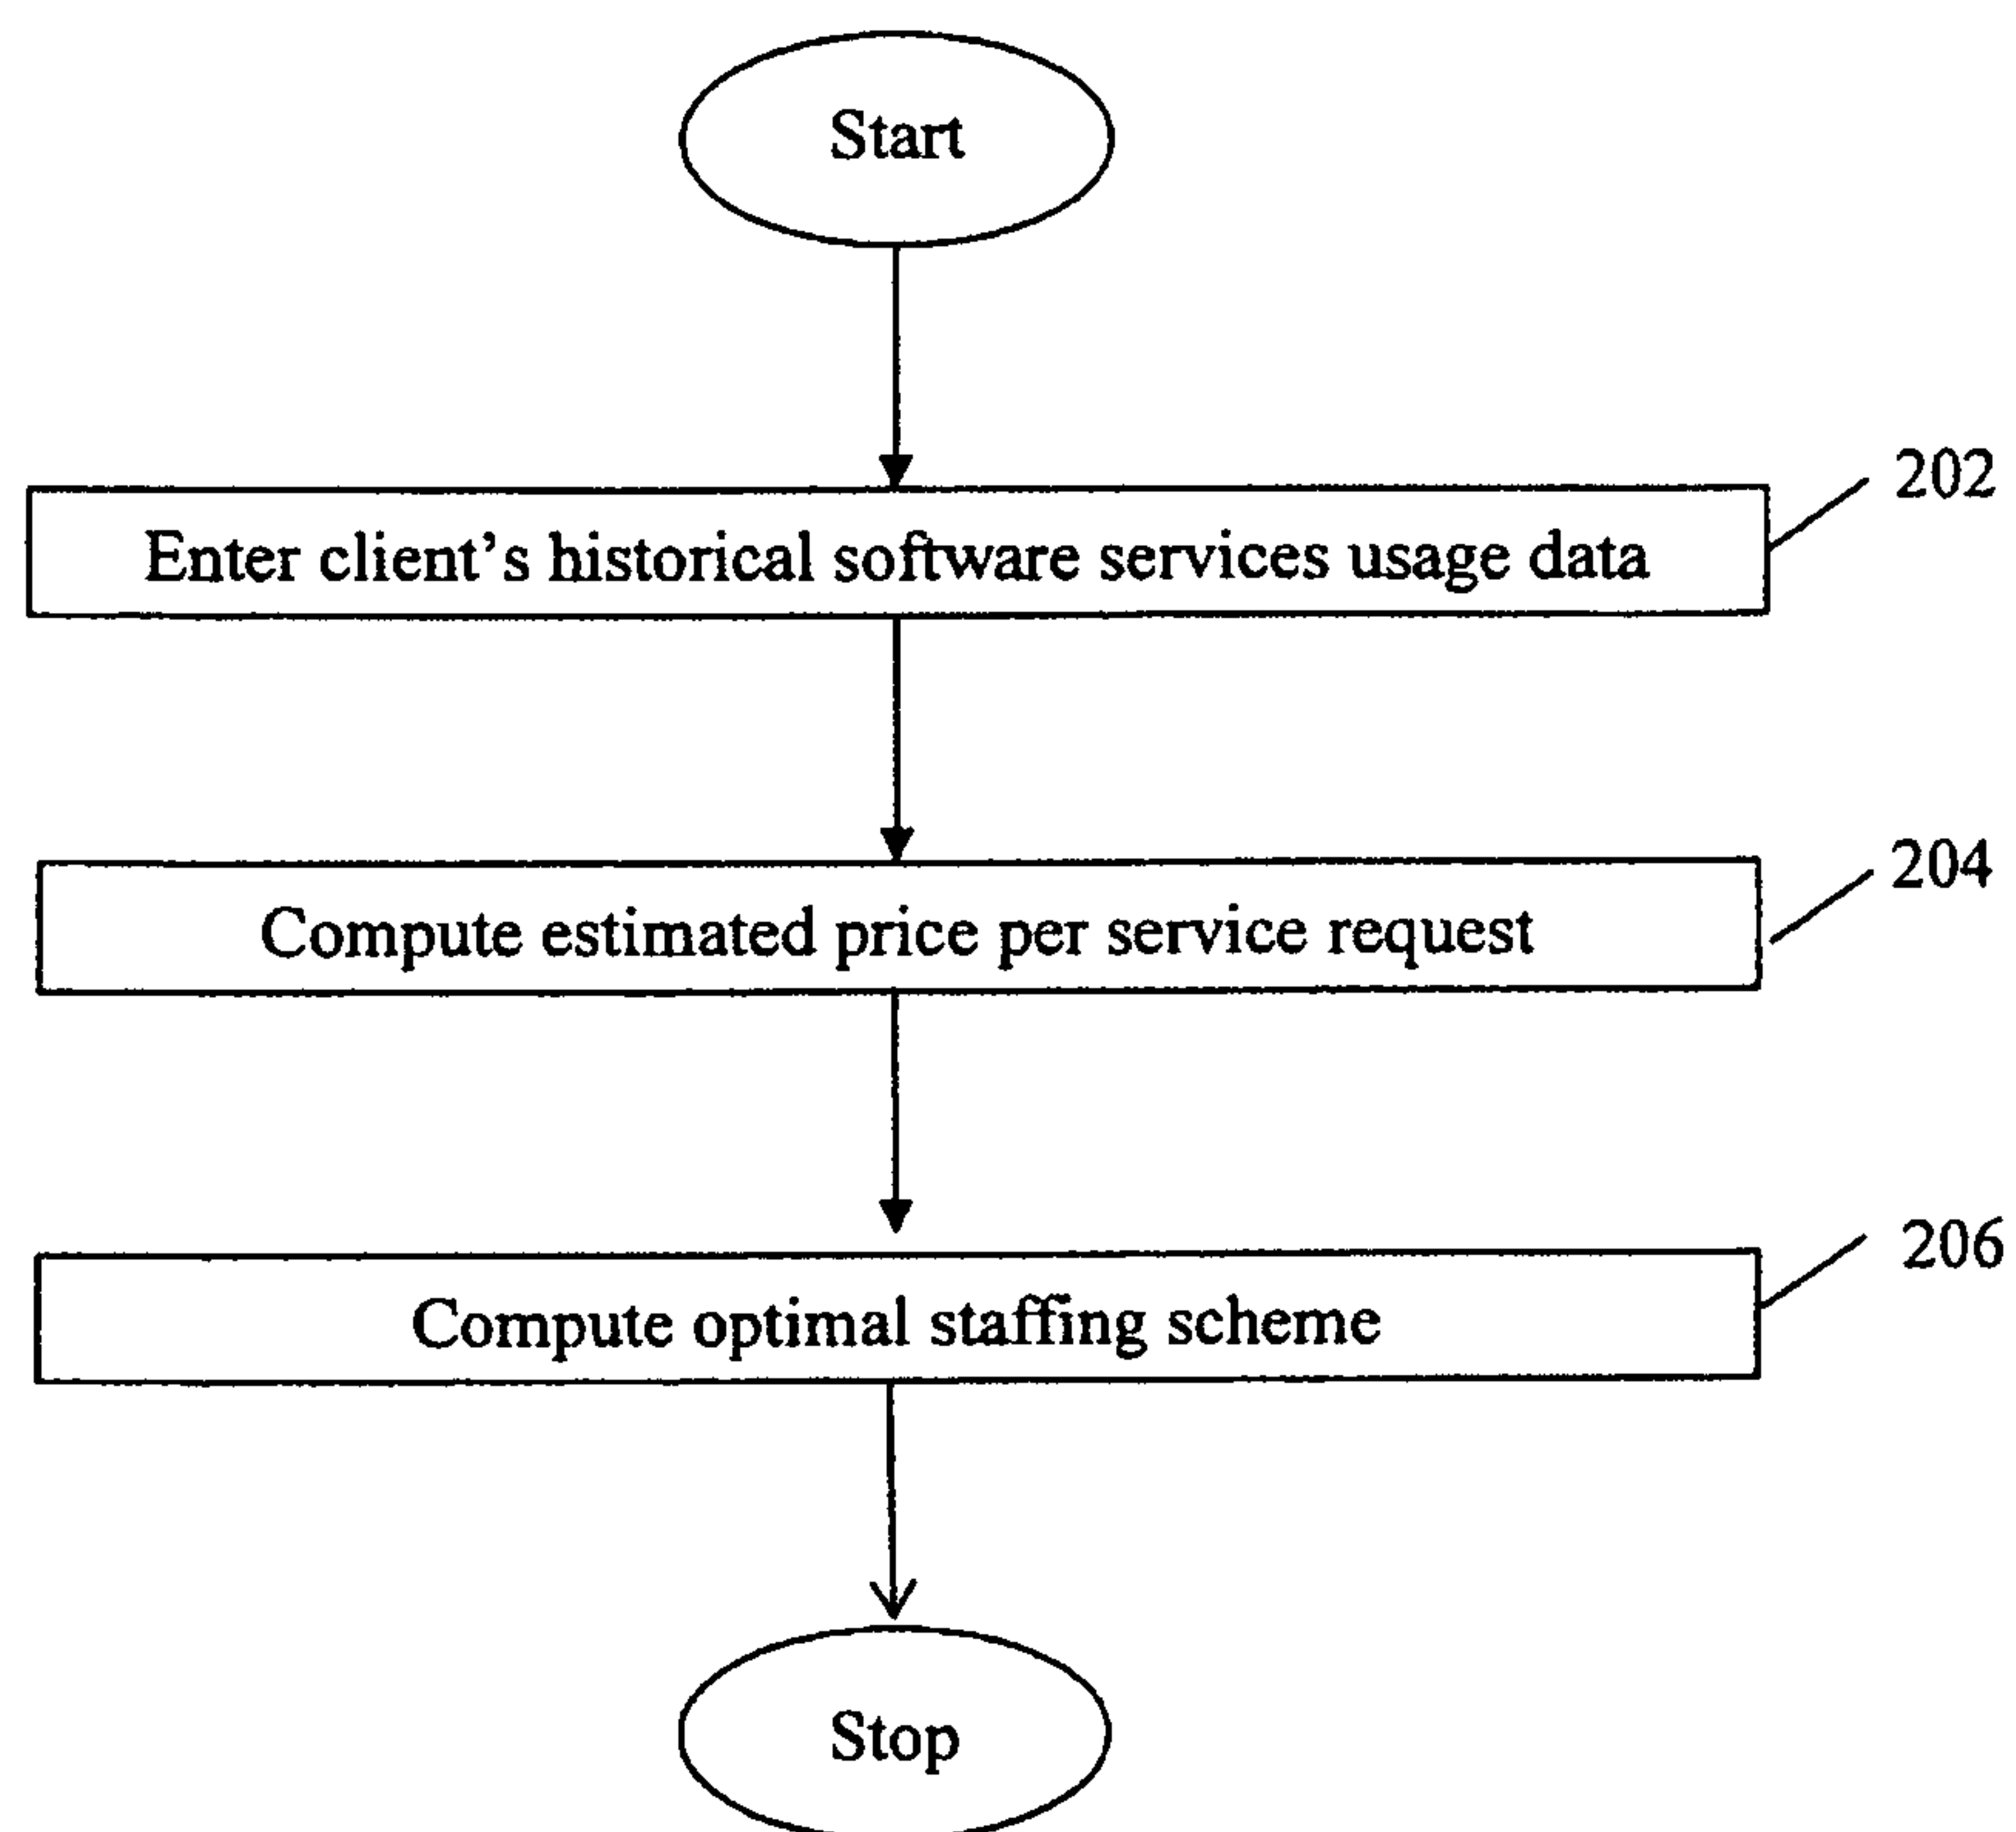 Start
202
Enter client’s historical software services usage data
204
Compute estimated price per service request
206
Compute optimal staffing scheme
Stop